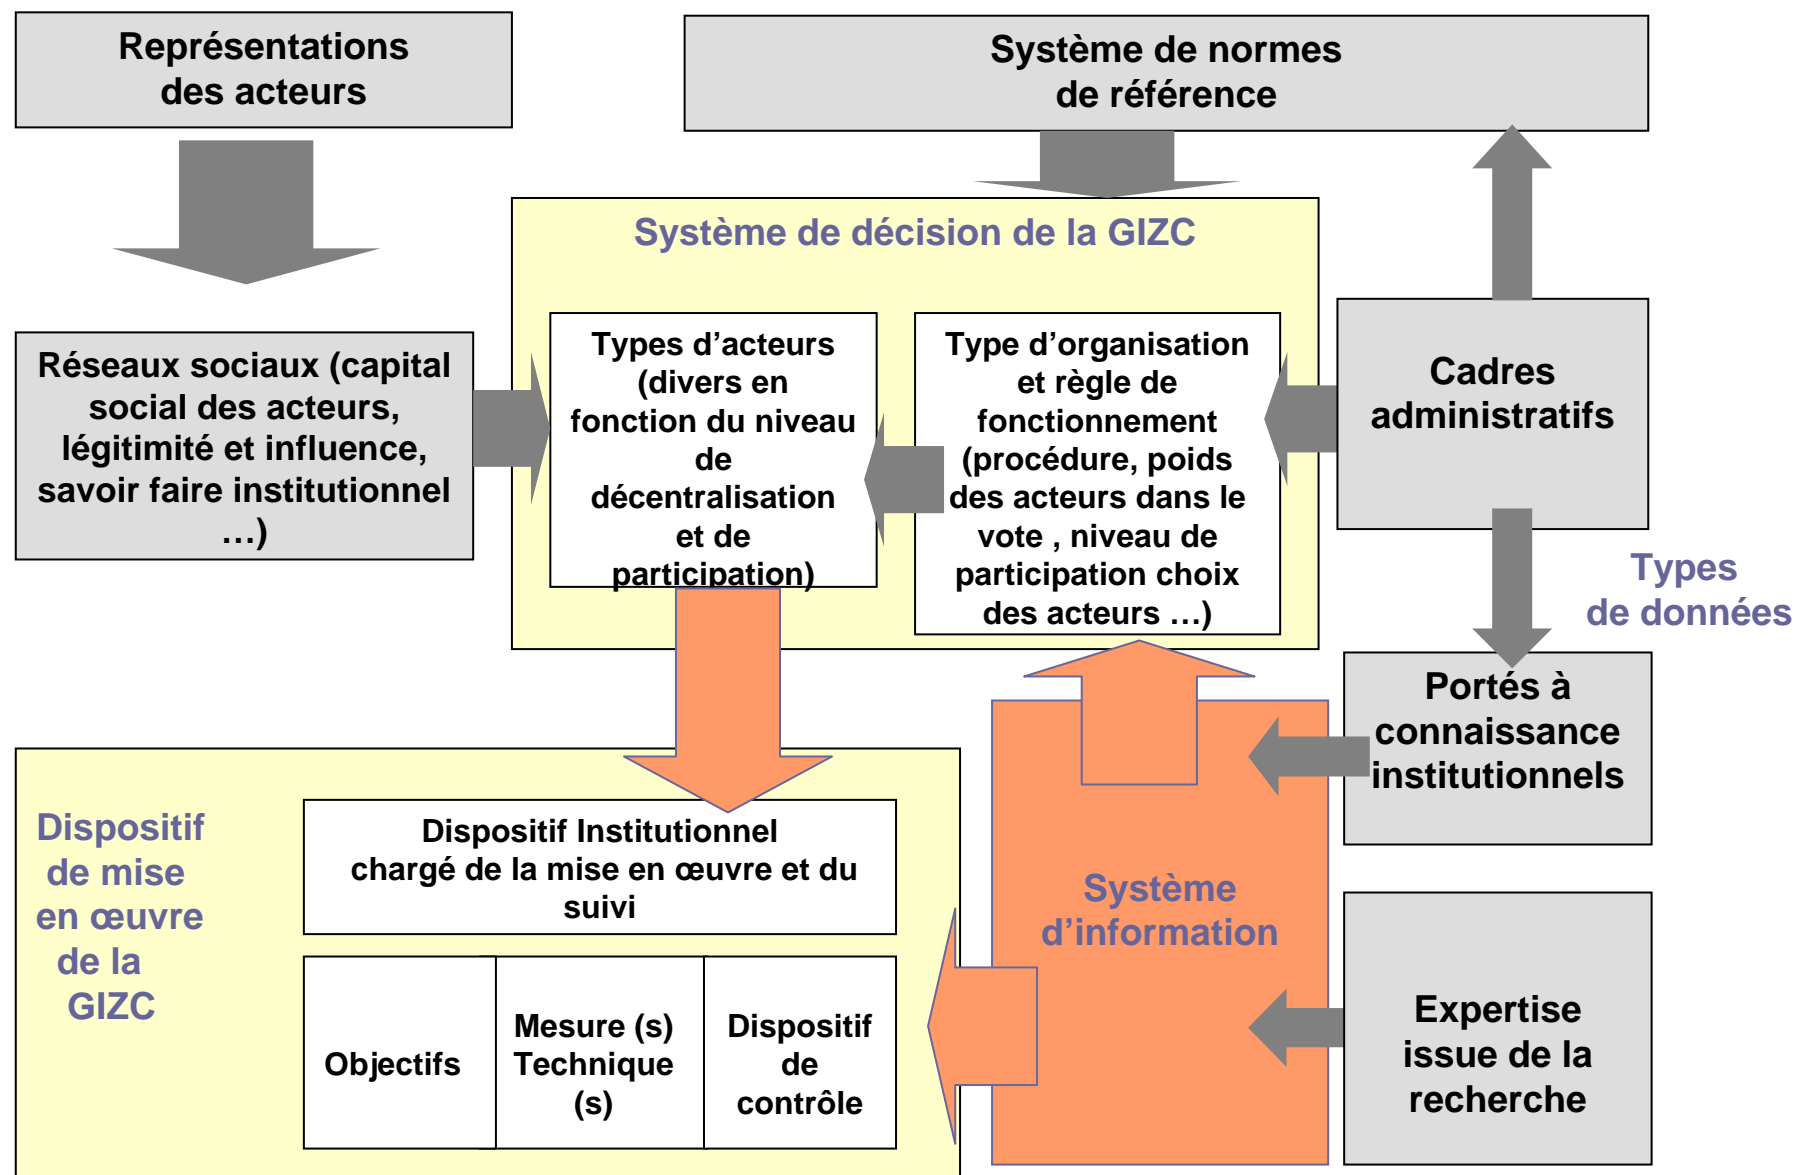 Représentations
des acteurs
Système de normes
de référence
Système de décision de la GIZC
Réseaux sociaux (capital
social des acteurs,
légitimité et influence,
savoir faire institutionnel
…)
Types d’acteurs
(divers en
fonction du niveau
de
décentralisation
et de
participation)
Type d’organisation
et règle de
fonctionnement
(procédure, poids
des acteurs dans le
vote , niveau de
participation choix
des acteurs …)
Cadres
administratifs
Types
de données
Portés à
connaissance
institutionnels
Dispositif
de mise
en œuvre
de la
GIZC
Dispositif Institutionnel
chargé de la mise en œuvre et du
suivi
Objectifs
Mesure (s)
Technique
(s)
Dispositif
de
contrôle
Système
d’information
Expertise
issue de la
recherche